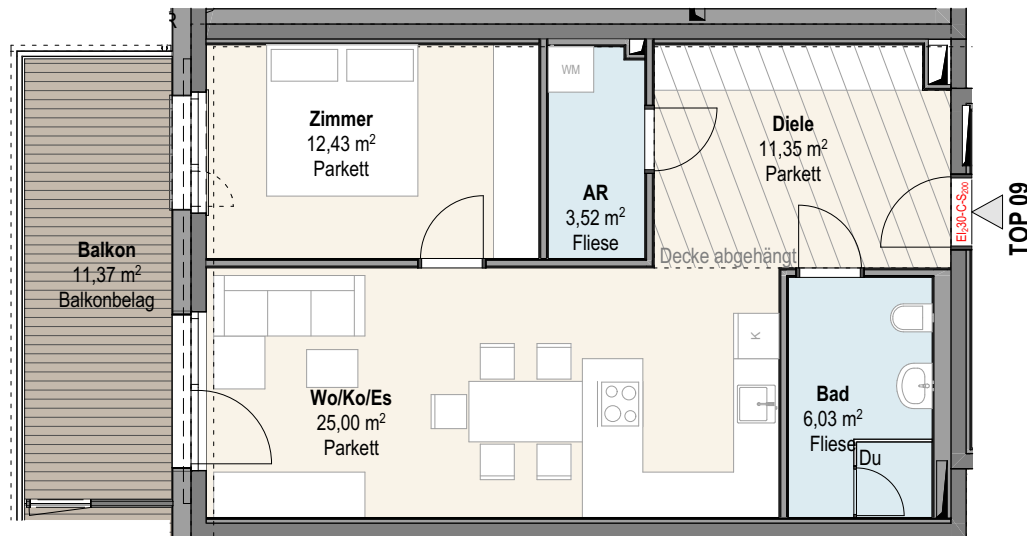 WM
Zimmer
12,43 m²
Parkett
Diele
11,35 m²
Parkett
AR
3,52 m²
Fliese
EI₂30-C-S₂₀₀
TOP 09
Balkon
11,37 m²
Balkonbelag
Decke abgehängt
K
Wo/Ko/Es
25,00 m²
Parkett
Bad
6,03 m²
Fliese
Du